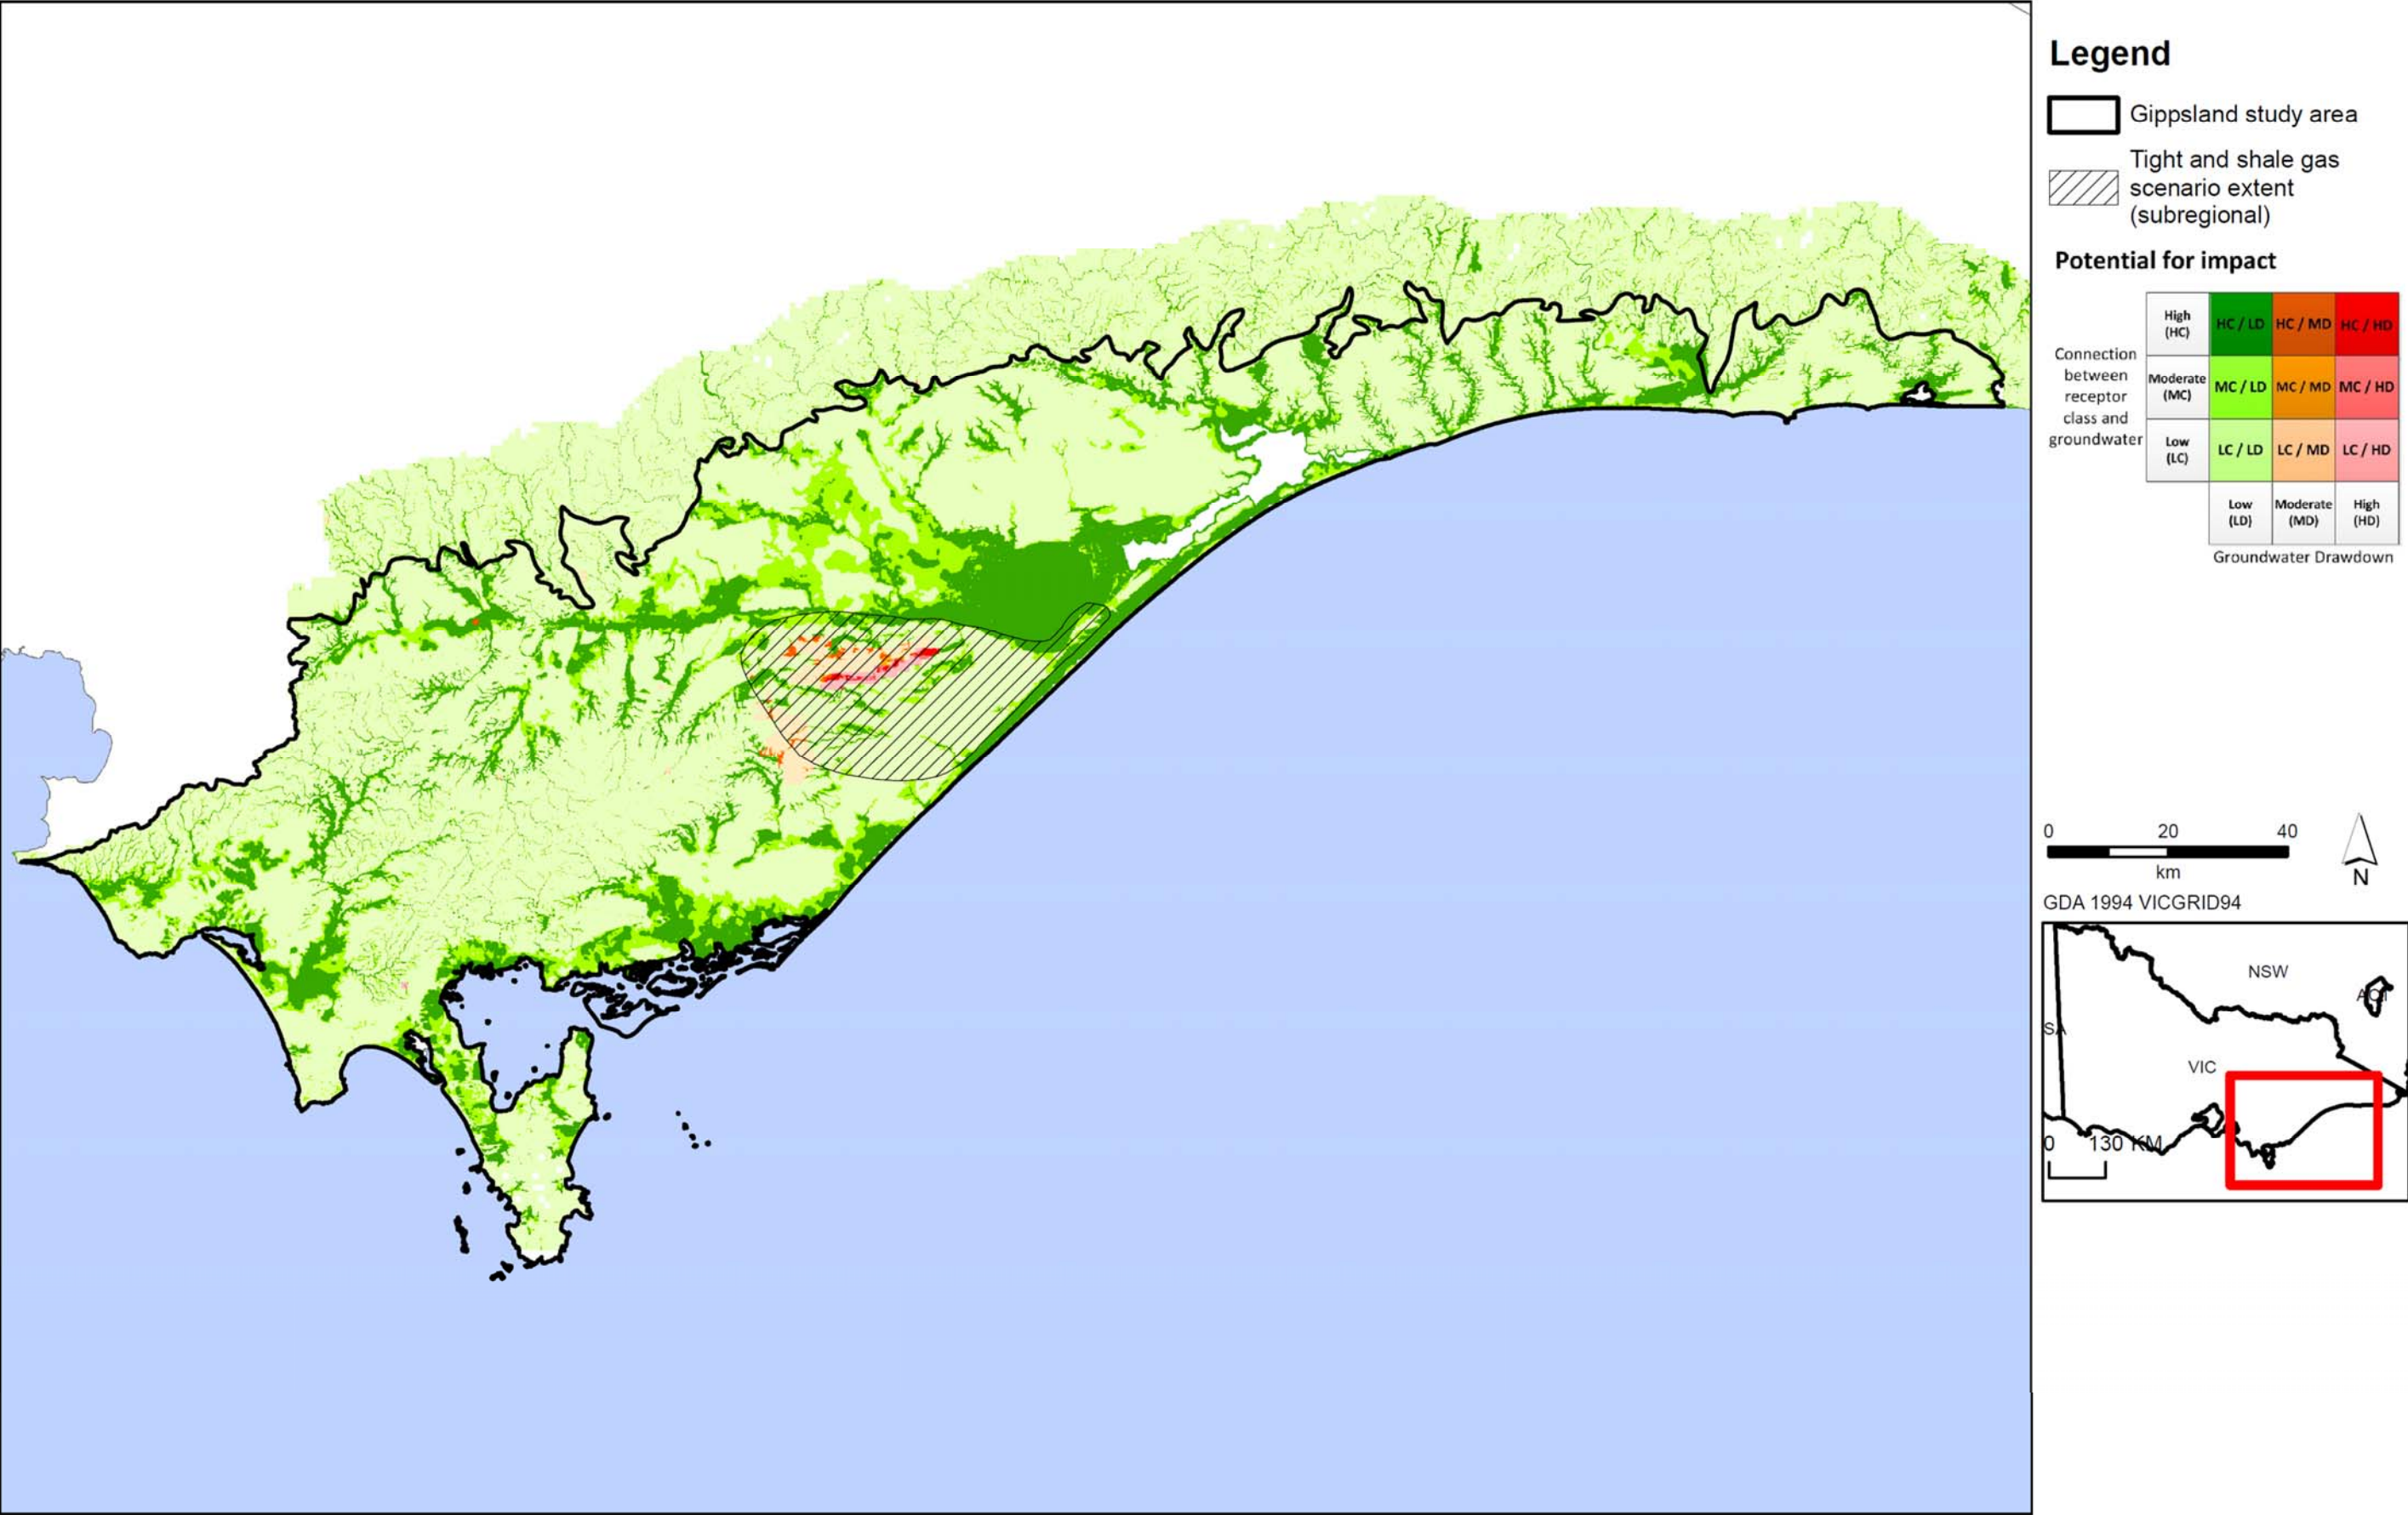 Legend
Gippsland study area
Tight and shale gas
scenario extent
(subregional)
Potential for impact
Connection
between
receptor
class and
groundwater
High
(HC)
HC / LD HC / MD HC / HD
Moderate
(MC)
MC / LD MC / MD MC / HD
Low
(LC)
LC / LD LC / MD LC / HD
Low
(LD)
Moderate
(MD)
High
(HD)
Groundwater Drawdown
0 20 40
km
N
GDA 1994 VICGRID94
NSW
ACT
SA
VIC
0 130 KM